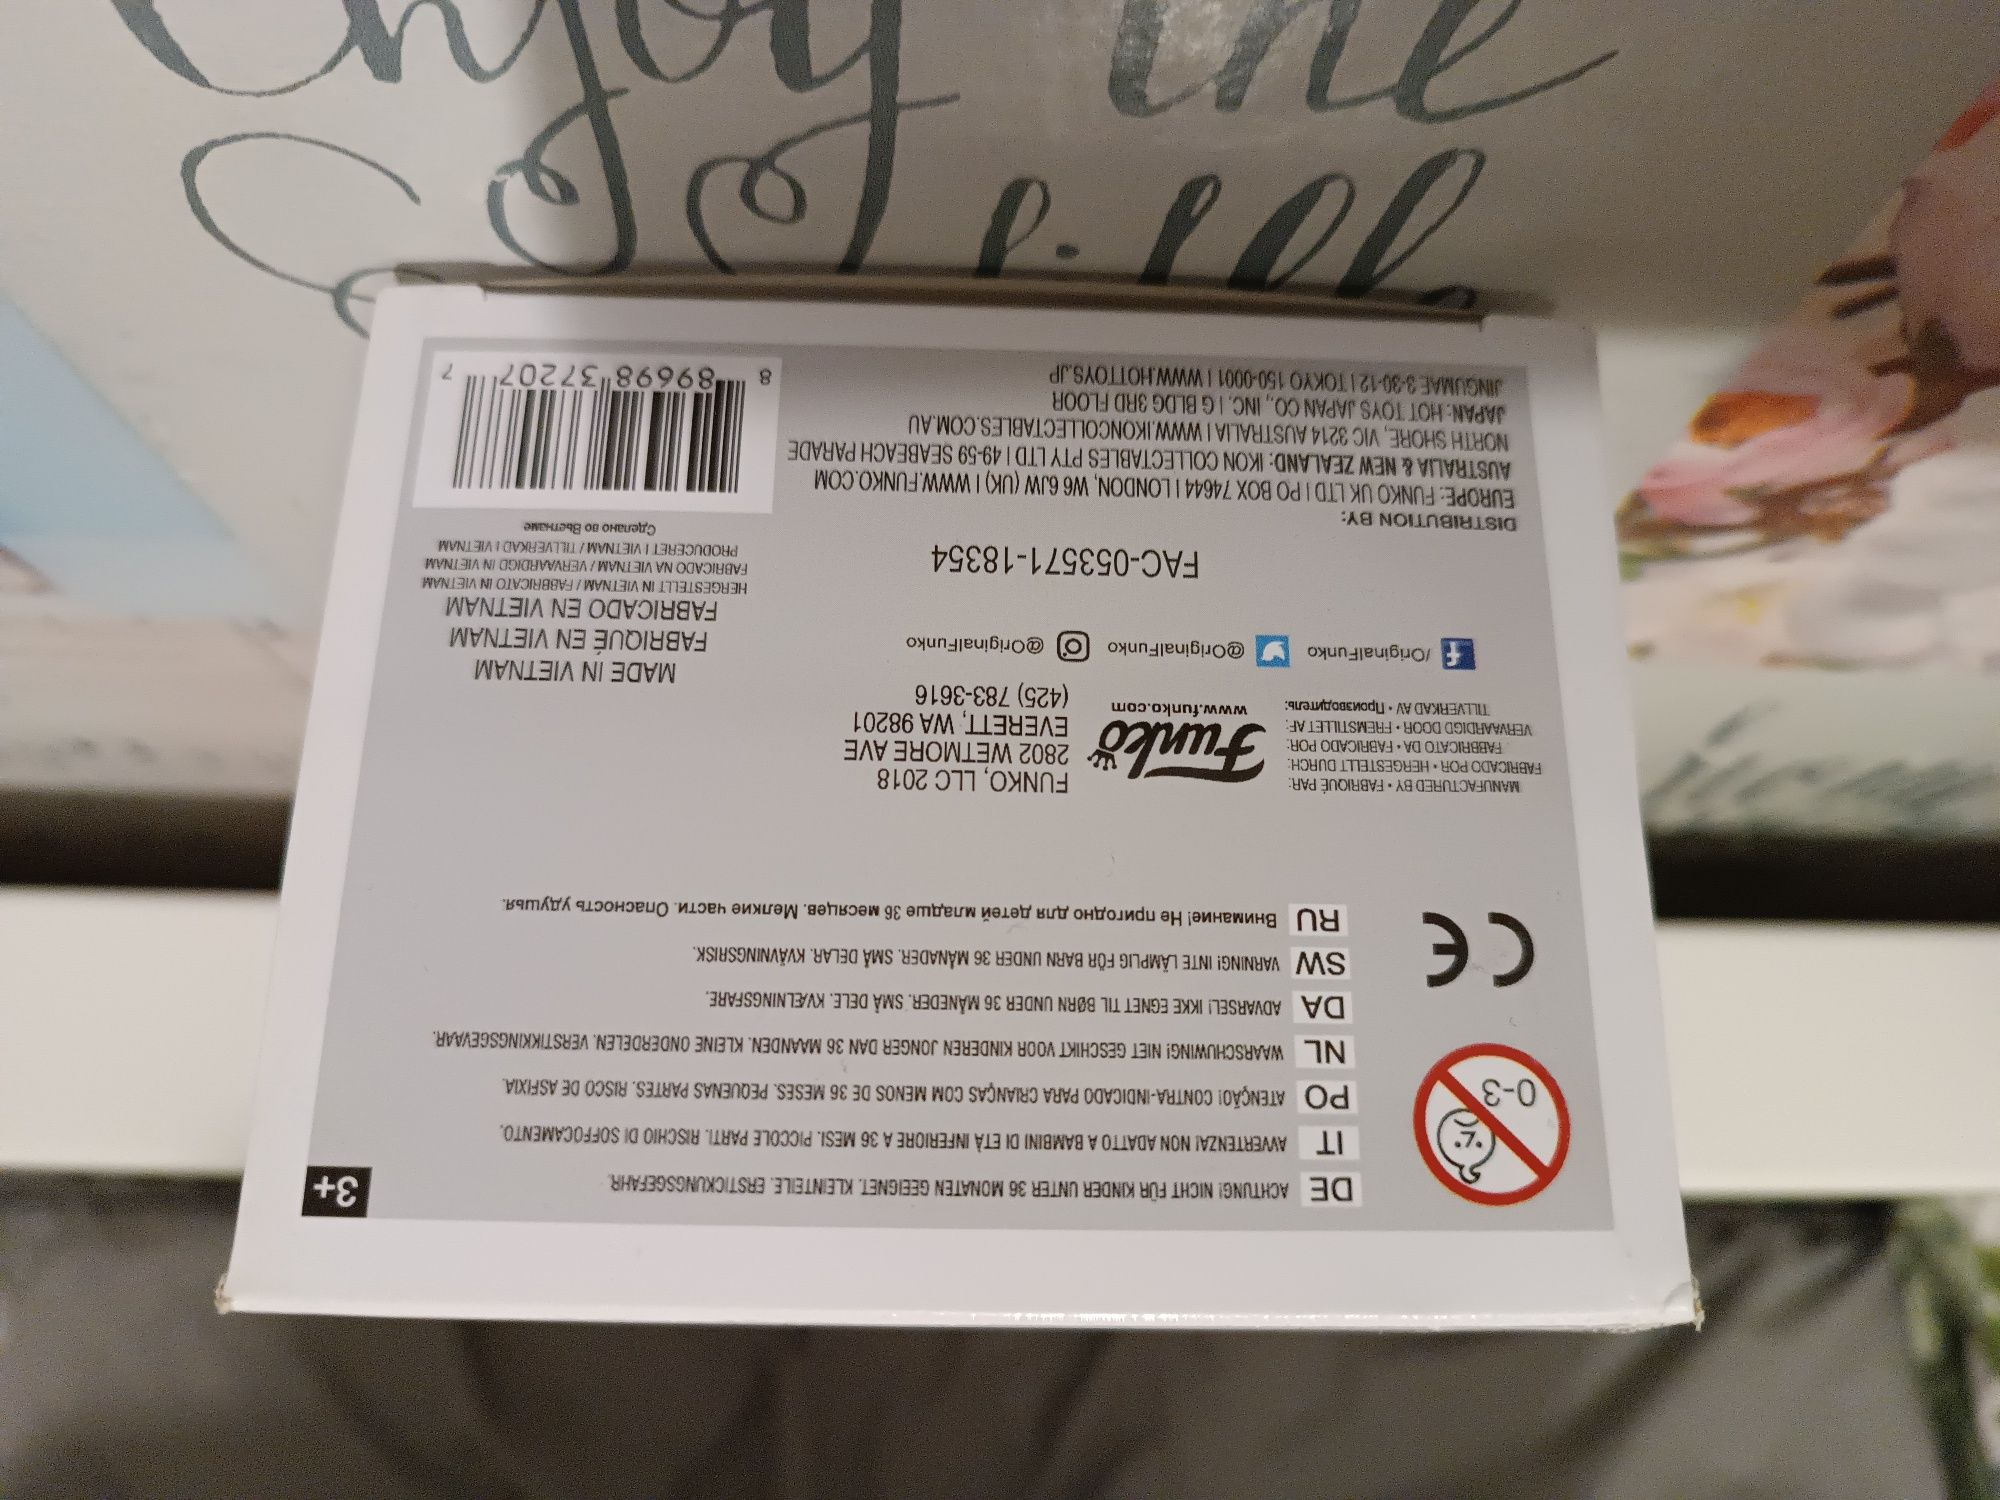 3+
DE ACHTUNG! NICHT FÜR KINDER UNTER 36 MONATEN GEEIGNET. KLEINTEILE. ERSTICKUNGSGEFAHR.
IT AVVERTENZA! NON ADATTO A BAMBINI DI ETÀ INFERIORE A 36 MESI. PICCOLE PARTI. RISCHIO DI SOFFOCAMENTO.
PO ATENÇÃO! CONTRA-INDICADO PARA CRIANÇAS COM MENOS DE 36 MESES. PEQUENAS PARTES. RISCO DE ASFIXIA.
NL WAARSCHUWING! NIET GESCHIKT VOOR KINDEREN JONGER DAN 36 MAANDEN. KLEINE ONDERDELEN. VERSTIKKINGSGEVAAR.
DA ADVARSEL! IKKE EGNET TIL BØRN UNDER 36 MÅNEDER. SMÅ DELE. KVÆLNINGSFARE.
SW VARNING! INTE LÄMPLIG FÖR BARN UNDER 36 MÅNADER. SMÅ DELAR. KVÄVNINGSRISK.
RU Внимание! Не пригодно для детей младше 36 месяцев. Мелкие части. Опасность удушья.
0-3
CE
MANUFACTURED BY • FABRIQUÉ PAR:
FABRICADO POR • HERGESTELLT DURCH:
FABBRICATO DA • FABRICADO POR:
VERVAARDIGD DOOR • FREMSTILLET AF:
TILLVERKAD AV • Производитель:
Funko
www.funko.com
FUNKO, LLC 2018
2802 WETMORE AVE
EVERETT, WA 98201
(425) 783-3616
/OriginalFunko @OriginalFunko @OriginalFunko
FAC-053571-18354
DISTRIBUTION BY:
EUROPE: FUNKO UK LTD | PO BOX 74644 | LONDON, W6 6JW (UK) | WWW.FUNKO.COM
AUSTRALIA & NEW ZEALAND: IKON COLLECTABLES PTY LTD | 49-59 SEABEACH PARADE
NORTH SHORE, VIC 3214 AUSTRALIA | WWW.IKONCOLLECTABLES.COM.AU
JAPAN: HOT TOYS JAPAN CO., INC. | G BLDG 3RD FLOOR
JINGUMAE 3-30-12 | TOKYO 150-0001 | WWW.HOTTOYS.JP
MADE IN VIETNAM
FABRIQUÉ EN VIETNAM
FABRICADO EN VIETNAM
HERGESTELLT IN VIETNAM / FABBRICATO IN VIETNAM
FABRICADO NA VIETNAM / VERVAARDIGD IN VIETNAM
PRODUCERET I VIETNAM / TILLVERKAD I VIETNAM
Сделано во Вьетнаме
8 89698 37207 7
Enjoy the